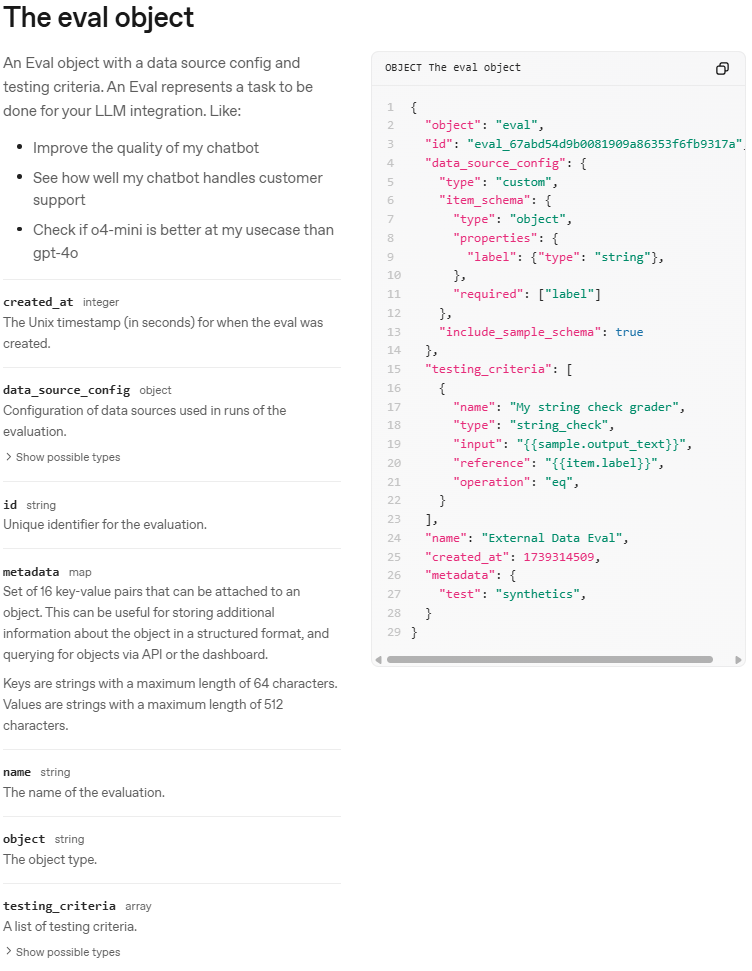 The eval object
An Eval object with a data source config and
testing criteria. An Eval represents a task to be
done for your LLM integration. Like:
Improve the quality of my chatbot
See how well my chatbot handles customer
support
Check if o4-mini is better at my usecase than
gpt-4o
created_at integer
The Unix timestamp (in seconds) for when the eval was
created.
data_source_config object
Configuration of data sources used in runs of the
evaluation.
Show possible types
id string
Unique identifier for the evaluation.
metadata map
Set of 16 key-value pairs that can be attached to an
object. This can be useful for storing additional
information about the object in a structured format, and
querying for objects via API or the dashboard.
Keys are strings with a maximum length of 64 characters.
Values are strings with a maximum length of 512
characters.
name string
The name of the evaluation.
object string
The object type.
testing_criteria array
A list of testing criteria.
Show possible types
OBJECT The eval object
1 {
2 "object": "eval",
3 "id": "eval_67abd54d9b0081909a86353f6fb9317a",
4 "data_source_config": {
5 "type": "custom",
6 "item_schema": {
7 "type": "object",
8 "properties": {
9 "label": {"type": "string"},
10 },
11 "required": ["label"]
12 },
13 "include_sample_schema": true
14 },
15 "testing_criteria": [
16 {
17 "name": "My string check grader",
18 "type": "string_check",
19 "input": "{{sample.output_text}}",
20 "reference": "{{item.label}}",
21 "operation": "eq",
22 }
23 ],
24 "name": "External Data Eval",
25 "created_at": 1739314509,
26 "metadata": {
27 "test": "synthetics",
28 }
29 }